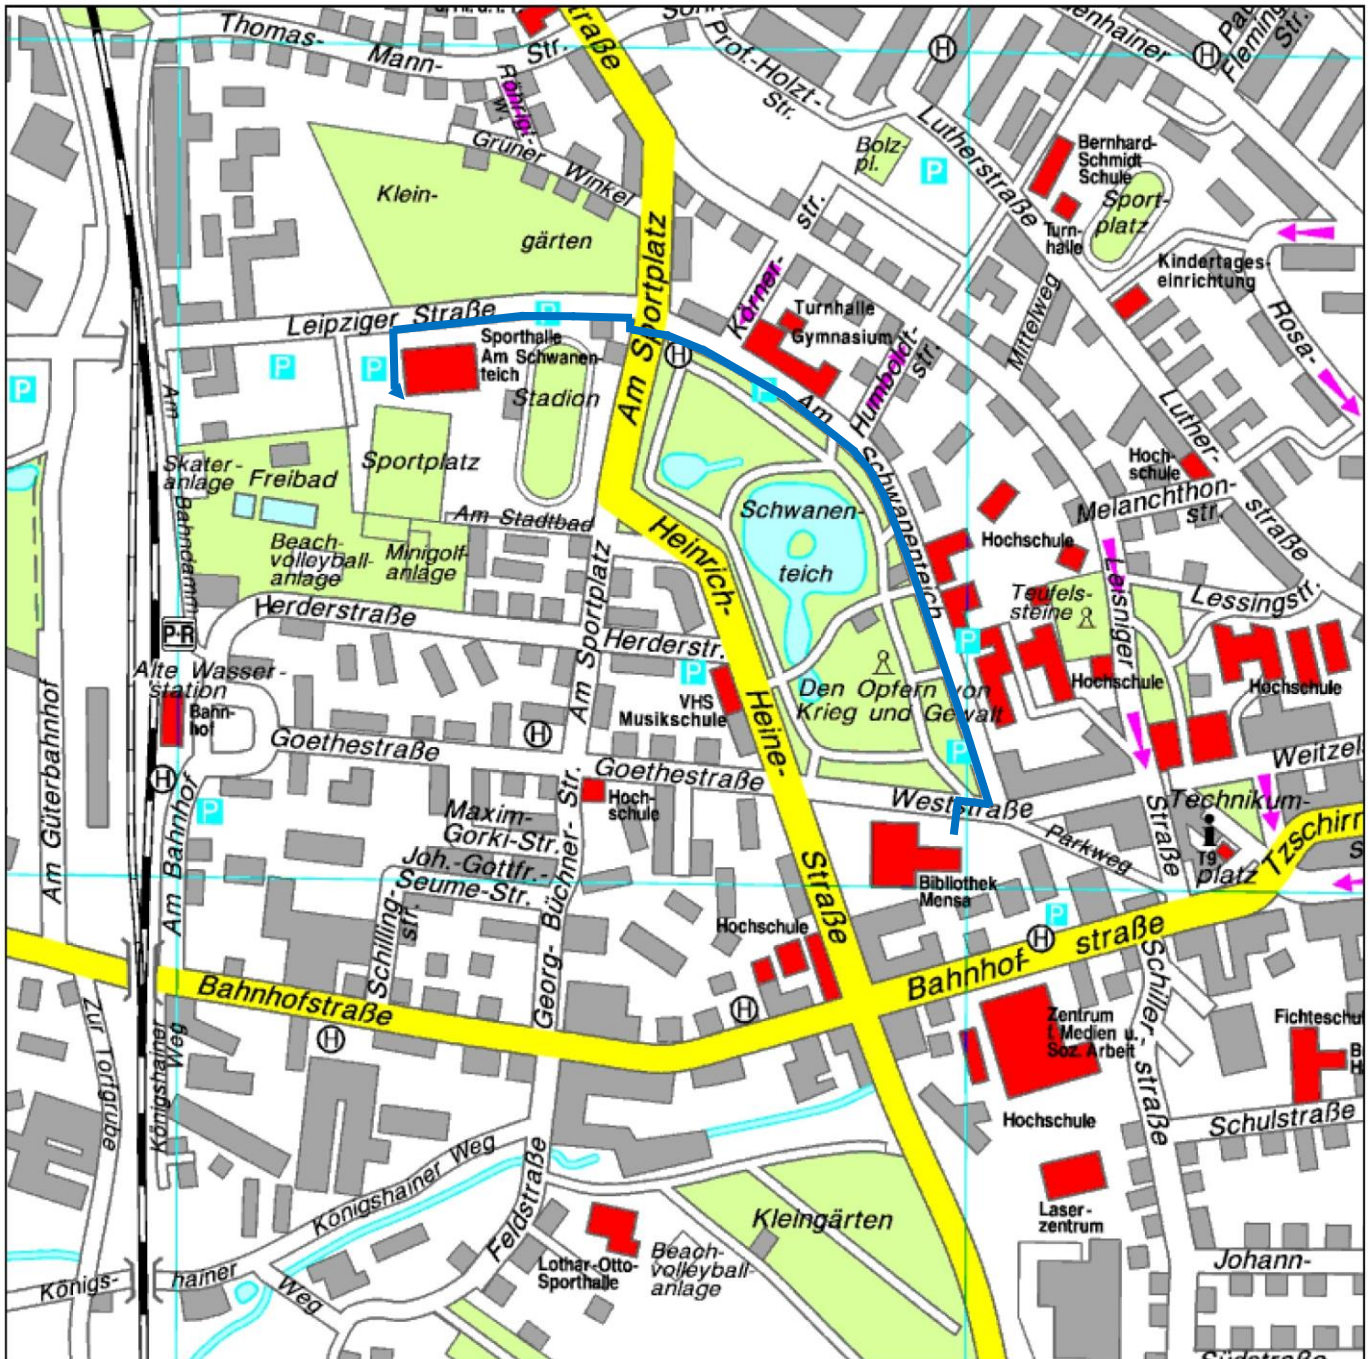 Thomas-
Mann-
Str.
straße
Prof.-Holzt-
Str.
Paul-
Fleming-
Str.
H
H
Röhrigt-
w.
Grüner
Winkel
Klein-
gärten
Bolz-
pl.
P
Lutherstraße
Bernhard-
Schmidt
Schule
Turn-
halle
Sport-
platz
Kindertages-
einrichtung
Rosa-
Am Sportplatz
Körner-
str.
Turnhalle
Gymnasium
Humboldt-
str.
Mittelweg
Luther-
straße
Leipziger Straße
P
P
P
P
Sporthalle
Am Schwanen-
teich
Stadion
H
P
Am
Schwanenteich
Hoch-
schule
Melanchthon-
str.
Am
Bahndamm
Skater-
anlage
Freibad
Sportplatz
Beach-
volleyball-
anlage
Minigolf-
anlage
Am Stadtbad
Schwanen-
teich
Hochschule
Teufels-
steine
Leisniger
Straße
Lessingstr.
P+R
Herderstraße
Herderstr.
Am Sportplatz
Heinrich-
Heine-
Straße
P
VHS
Musikschule
Den Opfern von
Krieg und Gewalt
P
P
Hochschule
Hochschule
Alte Wasser-
station
Bahn-
hof
Am Güterbahnhof
H
P
Am Bahnhof
Goethestraße
H
Goethestraße
Hoch-
schule
Maxim-
Gorki-Str.
Joh.-Gottfr.-
Seume-Str.
Schilling-
str.
Georg-Büchner-Str.
Weststraße
Parkweg
Bibliothek
Mensa
Technikum-
platz
i
T9
Tzschirn
Hochschule
Bahnhofstraße
H
H
Bahnhof-
straße
H
P
Zentrum
f. Medien u.
Soz. Arbeit
Schiller-
straße
Fichteschu
Hochschule
Schulstraße
Zur Torfgrube
Königshainer
Weg
Königshainer Weg
Feldstraße
Königs-
hainer
Weg
Lothar-Otto-
Sporthalle
Beach-
volleyball-
anlage
Kleingärten
Laser-
zentrum
Johann-
Südstraße